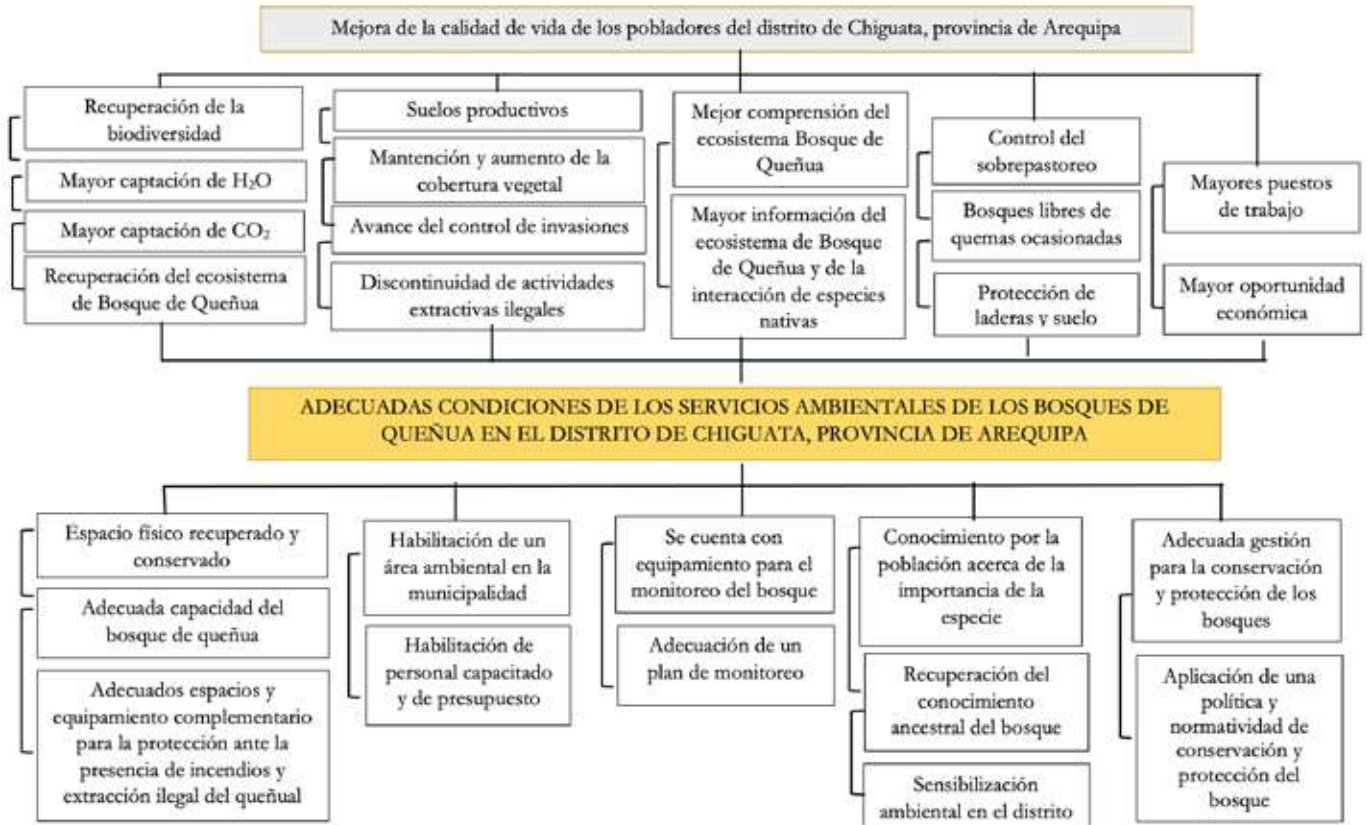 Mejora de la calidad de vida de los pobladores del distrito de Chiguata, provincia de Arequipa
Recuperación de la
biodiversidad
Mayor captación de H₂O
Mayor captación de CO₂
Recuperación del ecosistema
de Bosque de Queñua
Suelos productivos
Mantención y aumento de la
cobertura vegetal
Avance del control de invasiones
Discontinuidad de actividades
extractivas ilegales
Mejor comprensión del
ecosistema Bosque de
Queñua
Mayor información del
ecosistema de Bosque
de Queñua y de la
interacción de especies
nativas
Control del
sobrepastoreo
Bosques libres de
quemas ocasionadas
Protección de
laderas y suelo
Mayores puestos
de trabajo
Mayor oportunidad
económica
ADECUADAS CONDICIONES DE LOS SERVICIOS AMBIENTALES DE LOS BOSQUES DE
QUEÑUA EN EL DISTRITO DE CHIGUATA, PROVINCIA DE AREQUIPA
Espacio físico recuperado y
conservado
Adecuada capacidad del
bosque de queñua
Adecuados espacios y
equipamiento complementario
para la protección ante la
presencia de incendios y
extracción ilegal del queñual
Habilitación de un
área ambiental en la
municipalidad
Habilitación de
personal capacitado
y de presupuesto
Se cuenta con
equipamiento para el
monitoreo del bosque
Adecuación de un
plan de monitoreo
Conocimiento por la
población acerca de la
importancia de la
especie
Recuperación del
conocimiento
ancestral del bosque
Sensibilización
ambiental en el distrito
Adecuada gestión
para la conservación
y protección de los
bosques
Aplicación de una
política y
normatividad de
conservación y
protección del
bosque